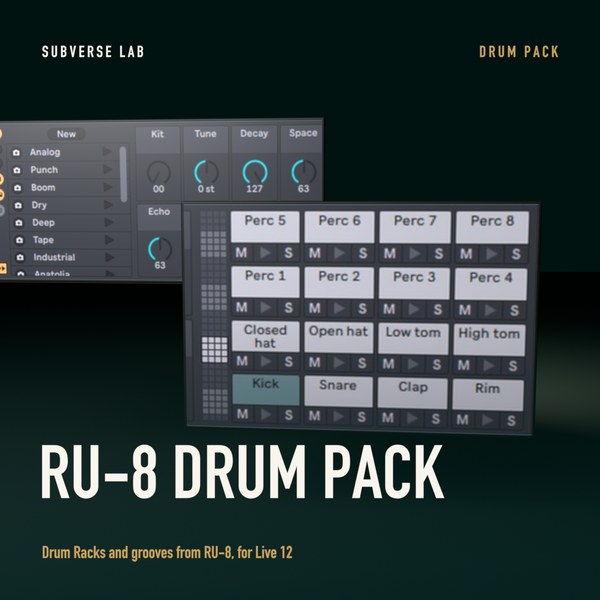 SUBVERSE LAB
DRUM PACK
New
Analog
Punch
Boom
Dry
Deep
Tape
Industrial
Anatolia
Kit Tune Decay Space
00 0 st 127 63
Echo
63
Perc 5 Perc 6 Perc 7 Perc 8
M S M S M S M S
Perc 1 Perc 2 Perc 3 Perc 4
M S M S M S M S
Closed hat Open hat Low tom High tom
M S M S M S M S
Kick Snare Clap Rim
M S M S M S M S
RU-8 DRUM PACK
Drum Racks and grooves from RU-8, for Live 12